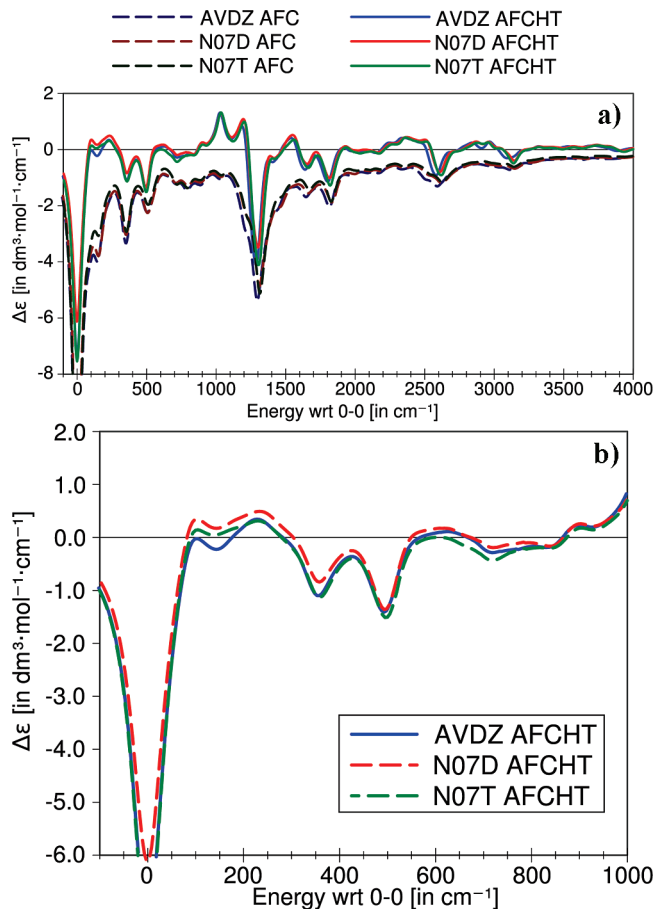 AVDZ AFC AVDZ AFCHT
N07D AFC N07D AFCHT
N07T AFC N07T AFCHT
a)
2
0
-2
-4
-6
-8
Δε [in dm³·mol⁻¹·cm⁻¹]
0 500 1000 1500 2000 2500 3000 3500 4000
Energy wrt 0-0 [in cm⁻¹]
b)
2.0
1.0
0.0
-1.0
-2.0
-3.0
-4.0
-5.0
-6.0
Δε [in dm³·mol⁻¹·cm⁻¹]
AVDZ AFCHT
N07D AFCHT
N07T AFCHT
0 200 400 600 800 1000
Energy wrt 0-0 [in cm⁻¹]